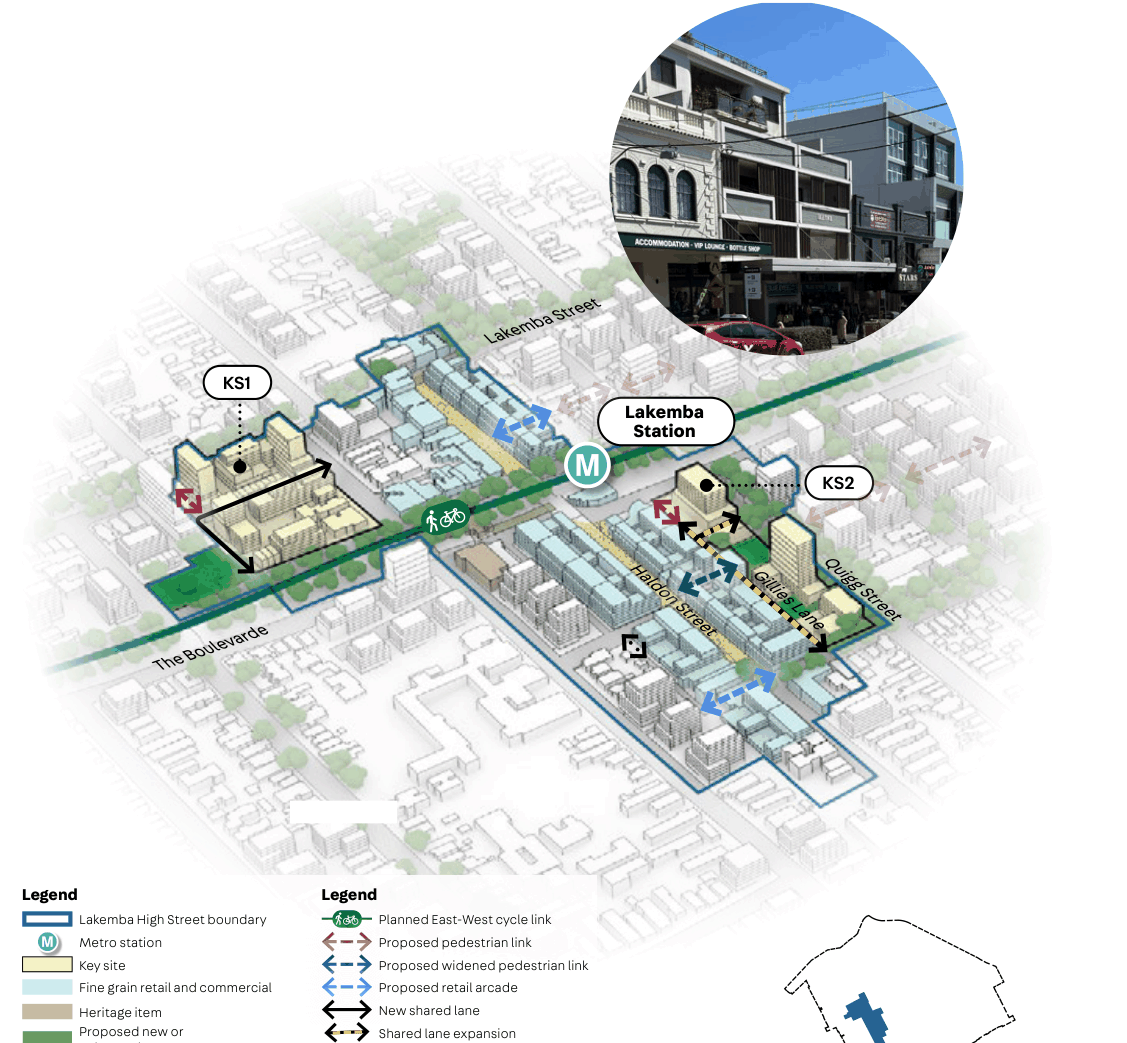 ACCOMMODATION - VIP LOUNGE - BOTTLE SHOP
STARS
Lakemba Street
KS1
Lakemba
Station
M
KS2
Haldon Street
Gillies Lane
Quigg Street
The Boulevarde
Legend
Lakemba High Street boundary
M
Metro station
Key site
Fine grain retail and commercial
Heritage item
Proposed new or
Legend
Planned East-West cycle link
Proposed pedestrian link
Proposed widened pedestrian link
Proposed retail arcade
New shared lane
Shared lane expansion